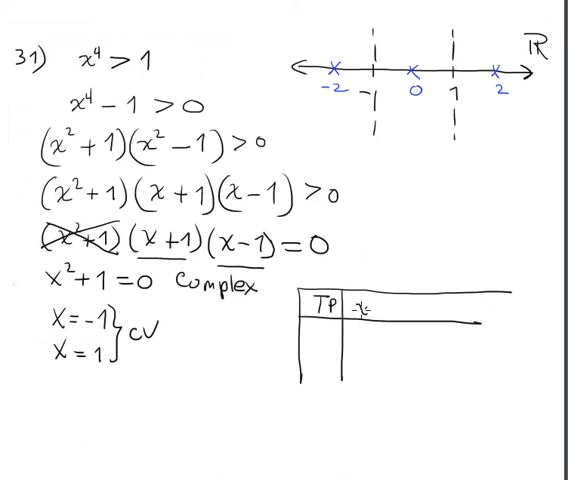 31) x⁴ > 1
x⁴ − 1 > 0
(x² + 1)(x² − 1) > 0
(x² + 1)(x + 1)(x − 1) > 0
(x² + 1)(x + 1)(x − 1) = 0
x² + 1 = 0 Complex
x = −1
x = 1 } CV
ℝ
−2 −1 0 1 2
TP